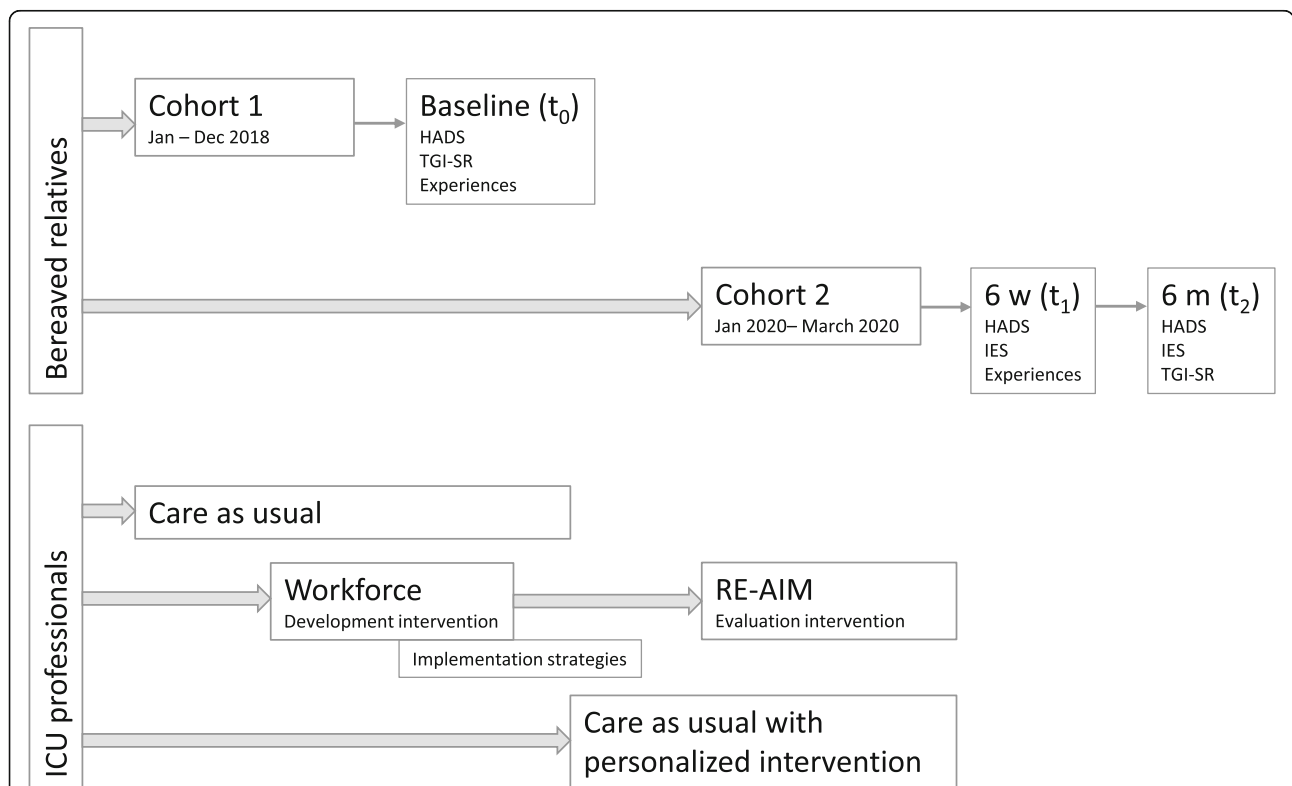 Bereaved relatives
Cohort 1
Jan – Dec 2018
Baseline (t0)
HADS
TGI-SR
Experiences
Cohort 2
Jan 2020– March 2020
6 w (t1)
HADS
IES
Experiences
6 m (t2)
HADS
IES
TGI-SR
ICU professionals
Care as usual
Workforce
Development intervention
Implementation strategies
RE-AIM
Evaluation intervention
Care as usual with
personalized intervention